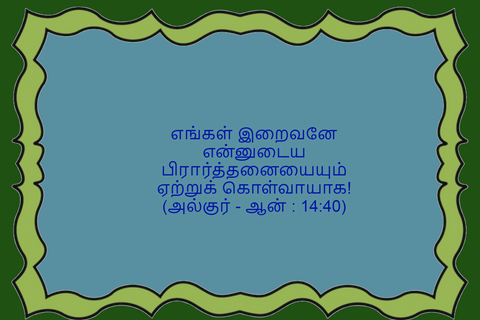 எங்கள் இறைவனே
என்னுடைய
பிரார்த்தனையையும்
ஏற்றுக் கொள்வாயாக!
(அல்குர் - ஆன் : 14:40)